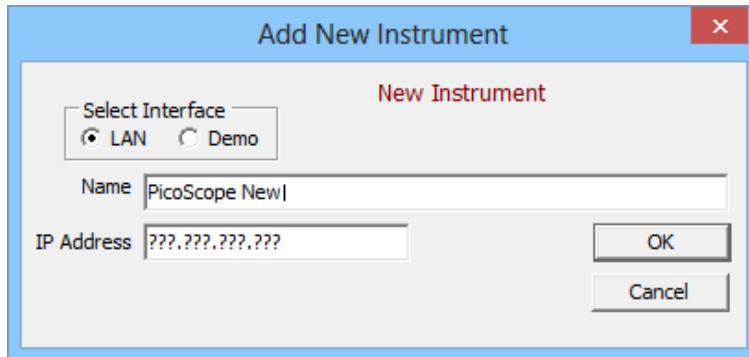 Add New Instrument
New Instrument
Select Interface
LAN Demo
Name PicoScope New
IP Address ???.???.???.???
OK
Cancel